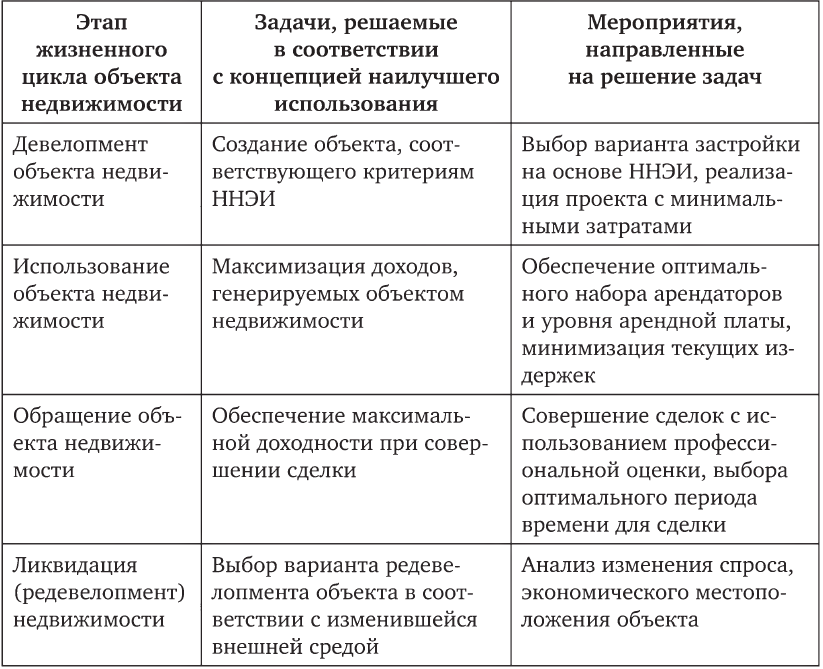 Этап
жизненного
цикла объекта
недвижимости
Задачи, решаемые
в соответствии
с концепцией наилучшего
использования
Мероприятия,
направленные
на решение задач
Девелопмент
объекта недви-
жимости
Создание объекта, соот-
ветствующего критериям
ННЭИ
Выбор варианта застройки
на основе ННЭИ, реализа-
ция проекта с минималь-
ными затратами
Использование
объекта недви-
жимости
Максимизация доходов,
генерируемых объектом
недвижимости
Обеспечение оптималь-
ного набора арендаторов
и уровня арендной платы,
минимизация текущих из-
держек
Обращение объ-
екта недвижи-
мости
Обеспечение максималь-
ной доходности при совер-
шении сделки
Совершение сделок с ис-
пользованием професси-
ональной оценки, выбора
оптимального периода
времени для сделки
Ликвидация
(редевелопмент)
недвижимости
Выбор варианта редеве-
лопмента объекта в соот-
ветствии с изменившейся
внешней средой
Анализ изменения спроса,
экономического местопо-
ложения объекта